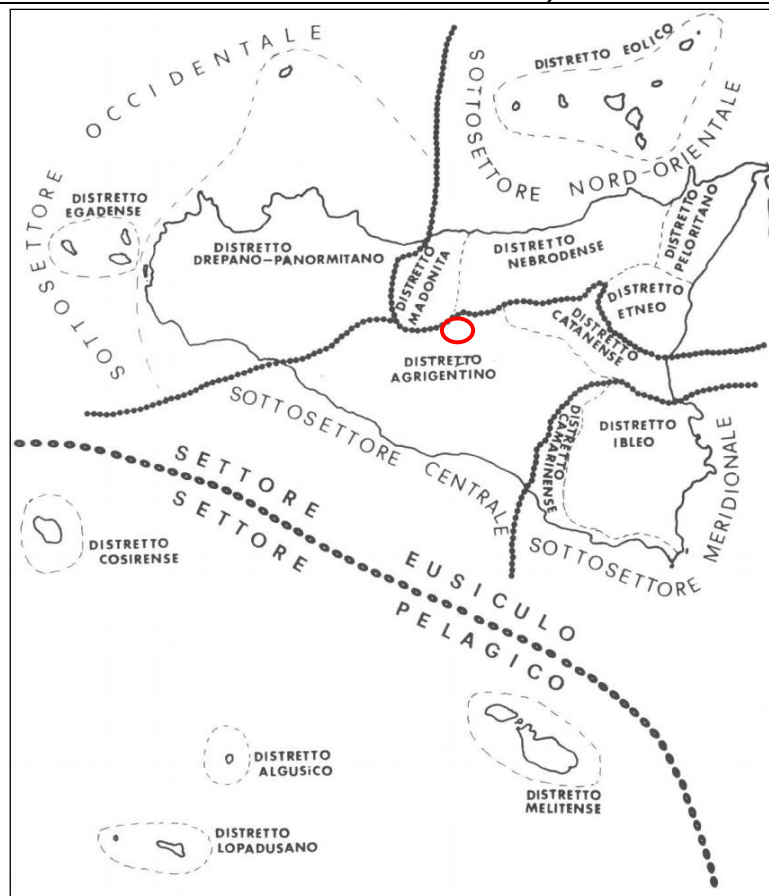 SOTTOSETTORE OCCIDENTALE
DISTRETTO EOLICO
SOTTOSETTORE NORD-ORIENTALE
DISTRETTO
EGADENSE
DISTRETTO
DREPANO-PANORMITANO
DISTRETTO
MADONITA
DISTRETTO
NEBRODENSE
DISTRETTO
PELORITANO
DISTRETTO
ETNEO
DISTRETTO
CATANENSE
DISTRETTO
AGRIGENTINO
SOTTOSETTORE CENTRALE
DISTRETTO
CAMARINENSE
DISTRETTO
IBLEO
SOTTOSETTORE MERIDIONALE
SETTORE EUSICULO
SETTORE PELAGICO
DISTRETTO
COSIRENSE
DISTRETTO
ALGUSiCO
DISTRETTO
MELITENSE
DISTRETTO
LOPADUSANO